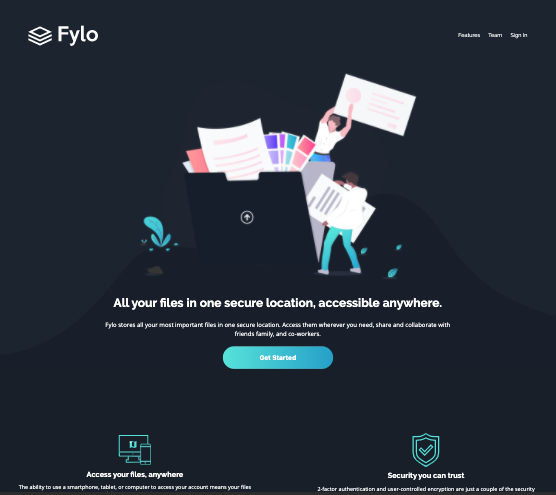 Fylo
Features Team Sign In
All your files in one secure location, accessible anywhere.
Fylo stores all your most important files in one secure location. Access them wherever you need, share and collaborate with
friends family, and co-workers.
Get Started
Access your files, anywhere
The ability to use a smartphone, tablet, or computer to access your account means your files
Security you can trust
2-factor authentication and user-controlled encryption are just a couple of the security